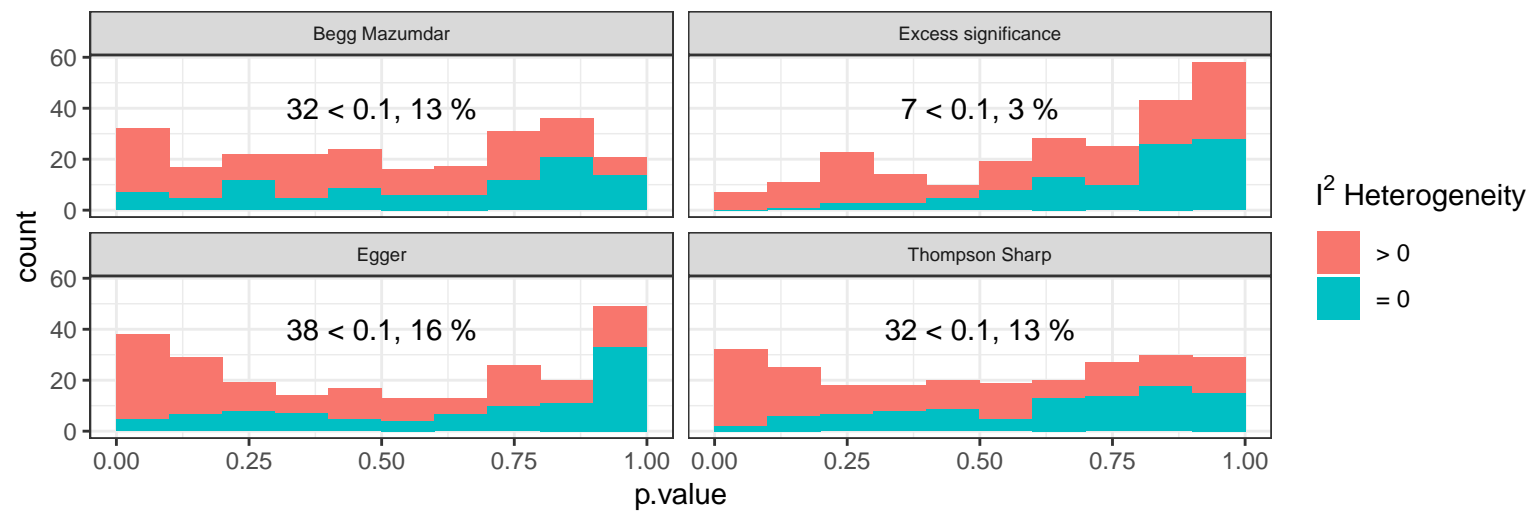 Begg Mazumdar
Excess significance
60
40
20
0
32 < 0.1, 13 %
7 < 0.1, 3 %
Egger
Thompson Sharp
60
40
20
0
38 < 0.1, 16 %
32 < 0.1, 13 %
0.00 0.25 0.50 0.75 1.00
0.00 0.25 0.50 0.75 1.00
p.value
count
I² Heterogeneity
> 0
= 0